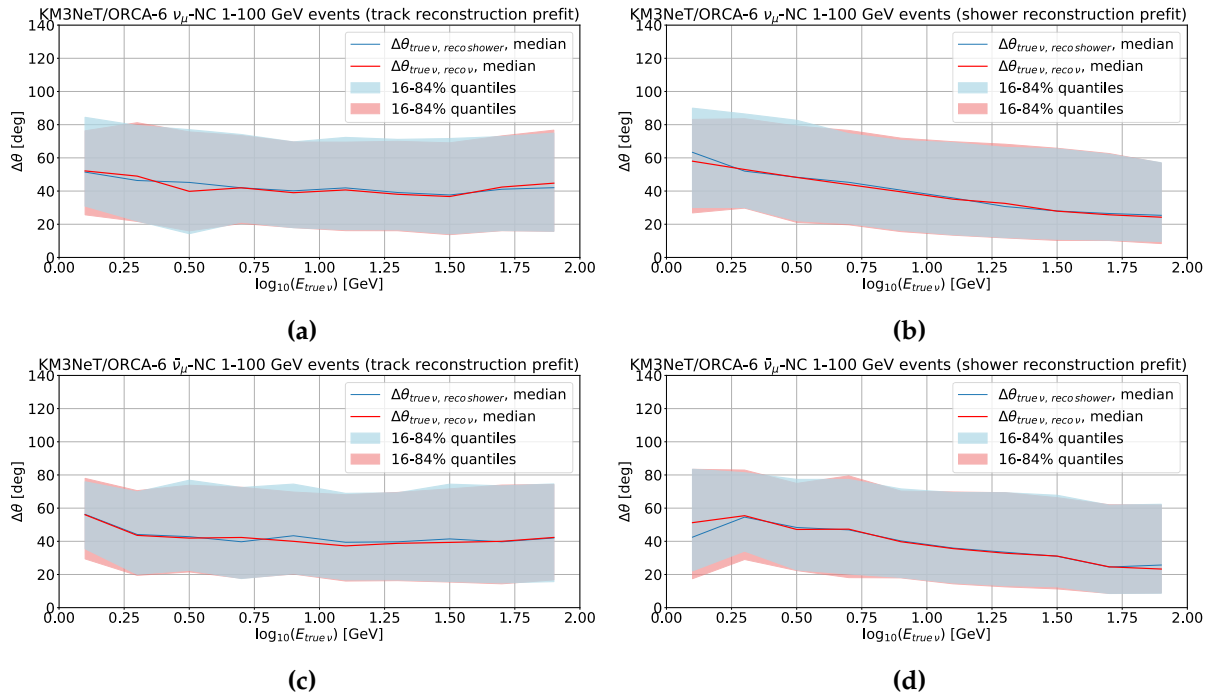 KM3NeT/ORCA-6 νμ-NC 1-100 GeV events (track reconstruction prefit)
140
120
100
80
60
40
20
0
Δθ [deg]
Δθtrue ν, reco shower, median
Δθtrue ν, reco ν, median
16-84% quantiles
16-84% quantiles
0.00 0.25 0.50 0.75 1.00 1.25 1.50 1.75 2.00
log10(Etrue ν) [GeV]
(a)
KM3NeT/ORCA-6 νμ-NC 1-100 GeV events (shower reconstruction prefit)
140
120
100
80
60
40
20
0
Δθ [deg]
Δθtrue ν, reco shower, median
Δθtrue ν, reco ν, median
16-84% quantiles
16-84% quantiles
0.00 0.25 0.50 0.75 1.00 1.25 1.50 1.75 2.00
log10(Etrue ν) [GeV]
(b)
KM3NeT/ORCA-6 ν̄μ-NC 1-100 GeV events (track reconstruction prefit)
140
120
100
80
60
40
20
0
Δθ [deg]
Δθtrue ν, reco shower, median
Δθtrue ν, reco ν, median
16-84% quantiles
16-84% quantiles
0.00 0.25 0.50 0.75 1.00 1.25 1.50 1.75 2.00
log10(Etrue ν) [GeV]
(c)
KM3NeT/ORCA-6 ν̄μ-NC 1-100 GeV events (shower reconstruction prefit)
140
120
100
80
60
40
20
0
Δθ [deg]
Δθtrue ν, reco shower, median
Δθtrue ν, reco ν, median
16-84% quantiles
16-84% quantiles
0.00 0.25 0.50 0.75 1.00 1.25 1.50 1.75 2.00
log10(Etrue ν) [GeV]
(d)